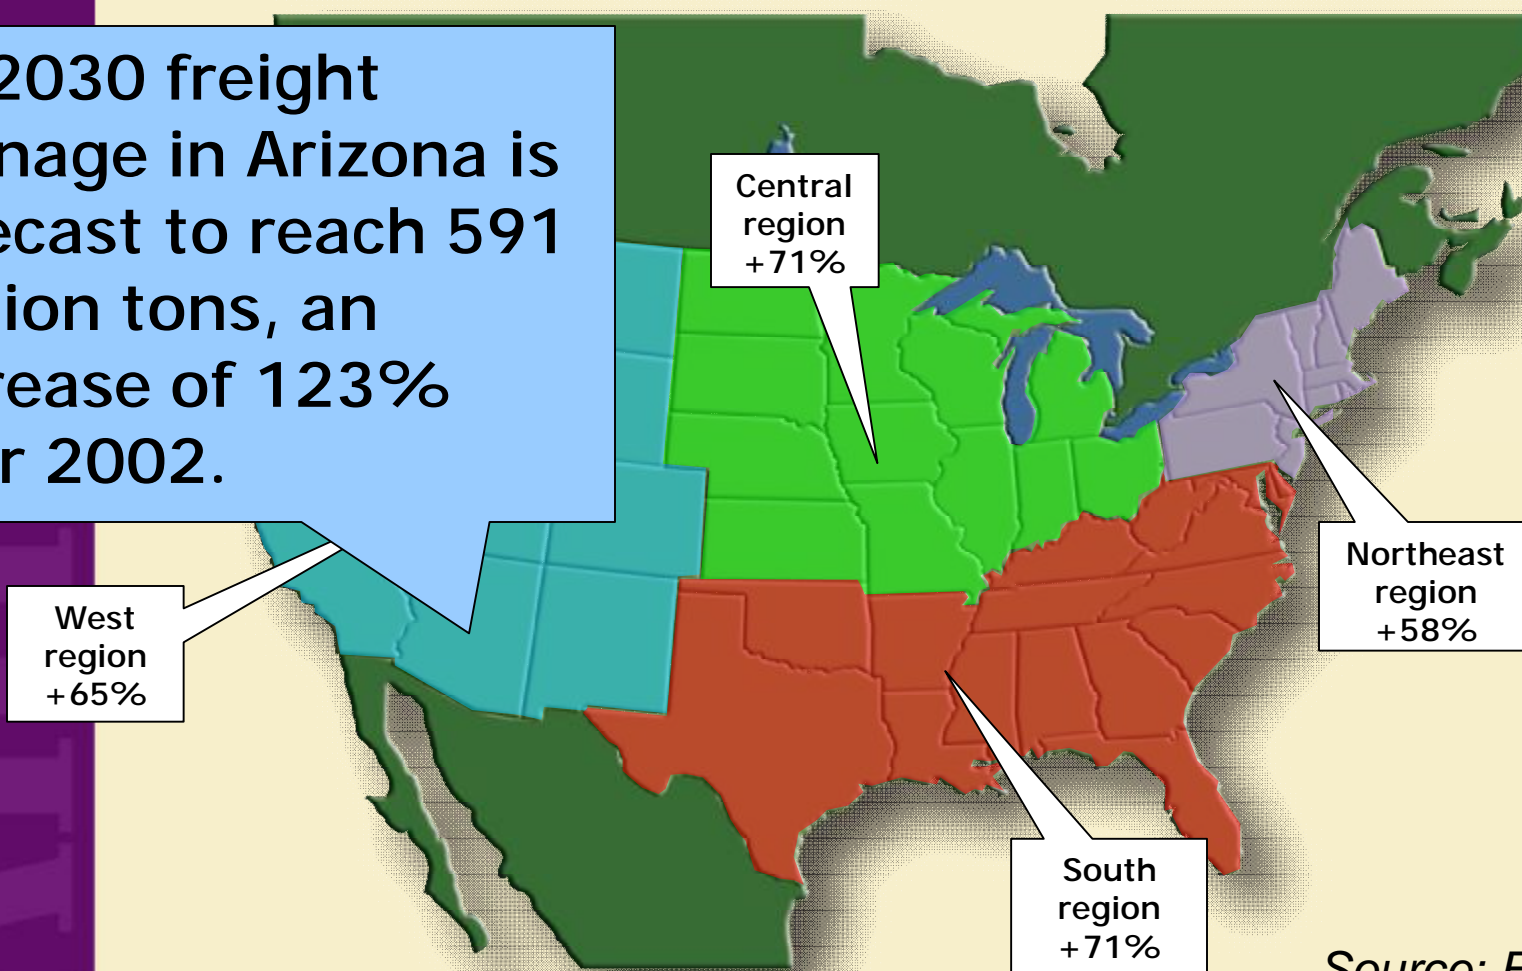 2030 freight
nage in Arizona is
ecast to reach 591
ion tons, an
rease of 123%
r 2002.
Central
region
+71%
West
region
+65%
Northeast
region
+58%
South
region
+71%
Source: